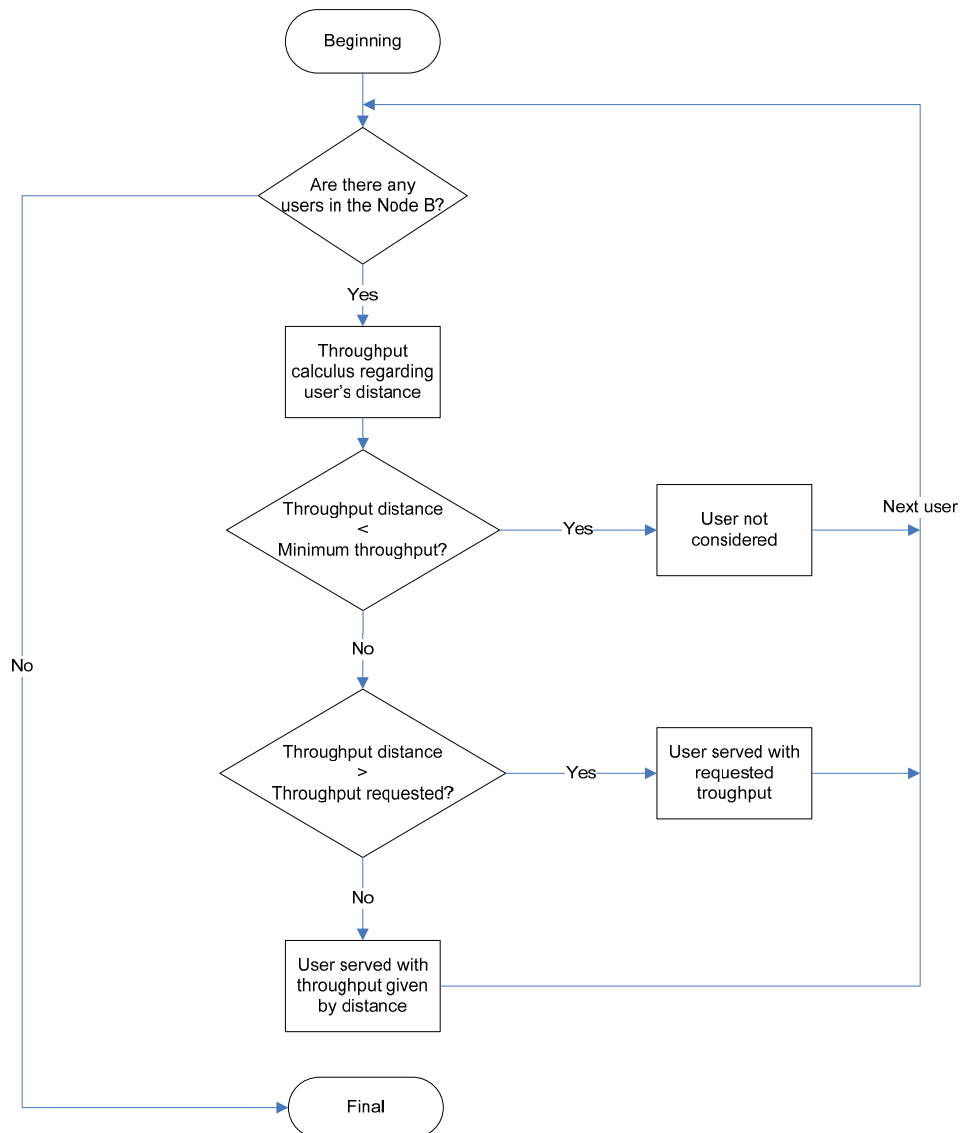 Beginning
Are there any
users in the Node B?
Yes
Throughput
calculus regarding
user's distance
Throughput distance
<
Minimum throughput?
Yes
User not
considered
Next user
No
No
Throughput distance
>
Throughput requested?
Yes
User served with
requested
troughput
No
User served with
throughput given
by distance
Final